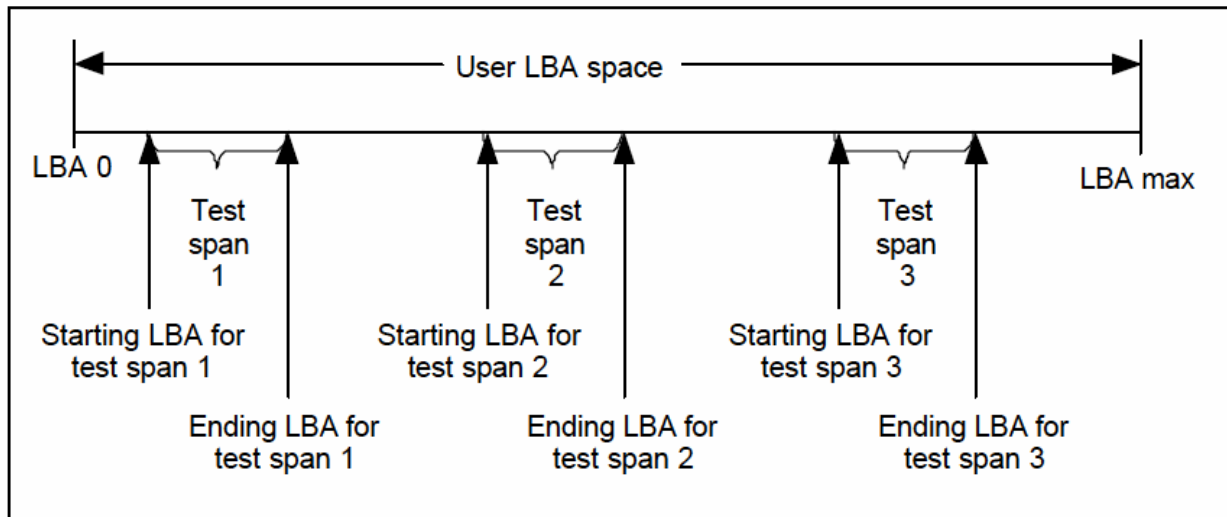 User LBA space
LBA 0
LBA max
Test
span
1
Test
span
2
Test
span
3
Starting LBA for
test span 1
Starting LBA for
test span 2
Starting LBA for
test span 3
Ending LBA for
test span 1
Ending LBA for
test span 2
Ending LBA for
test span 3